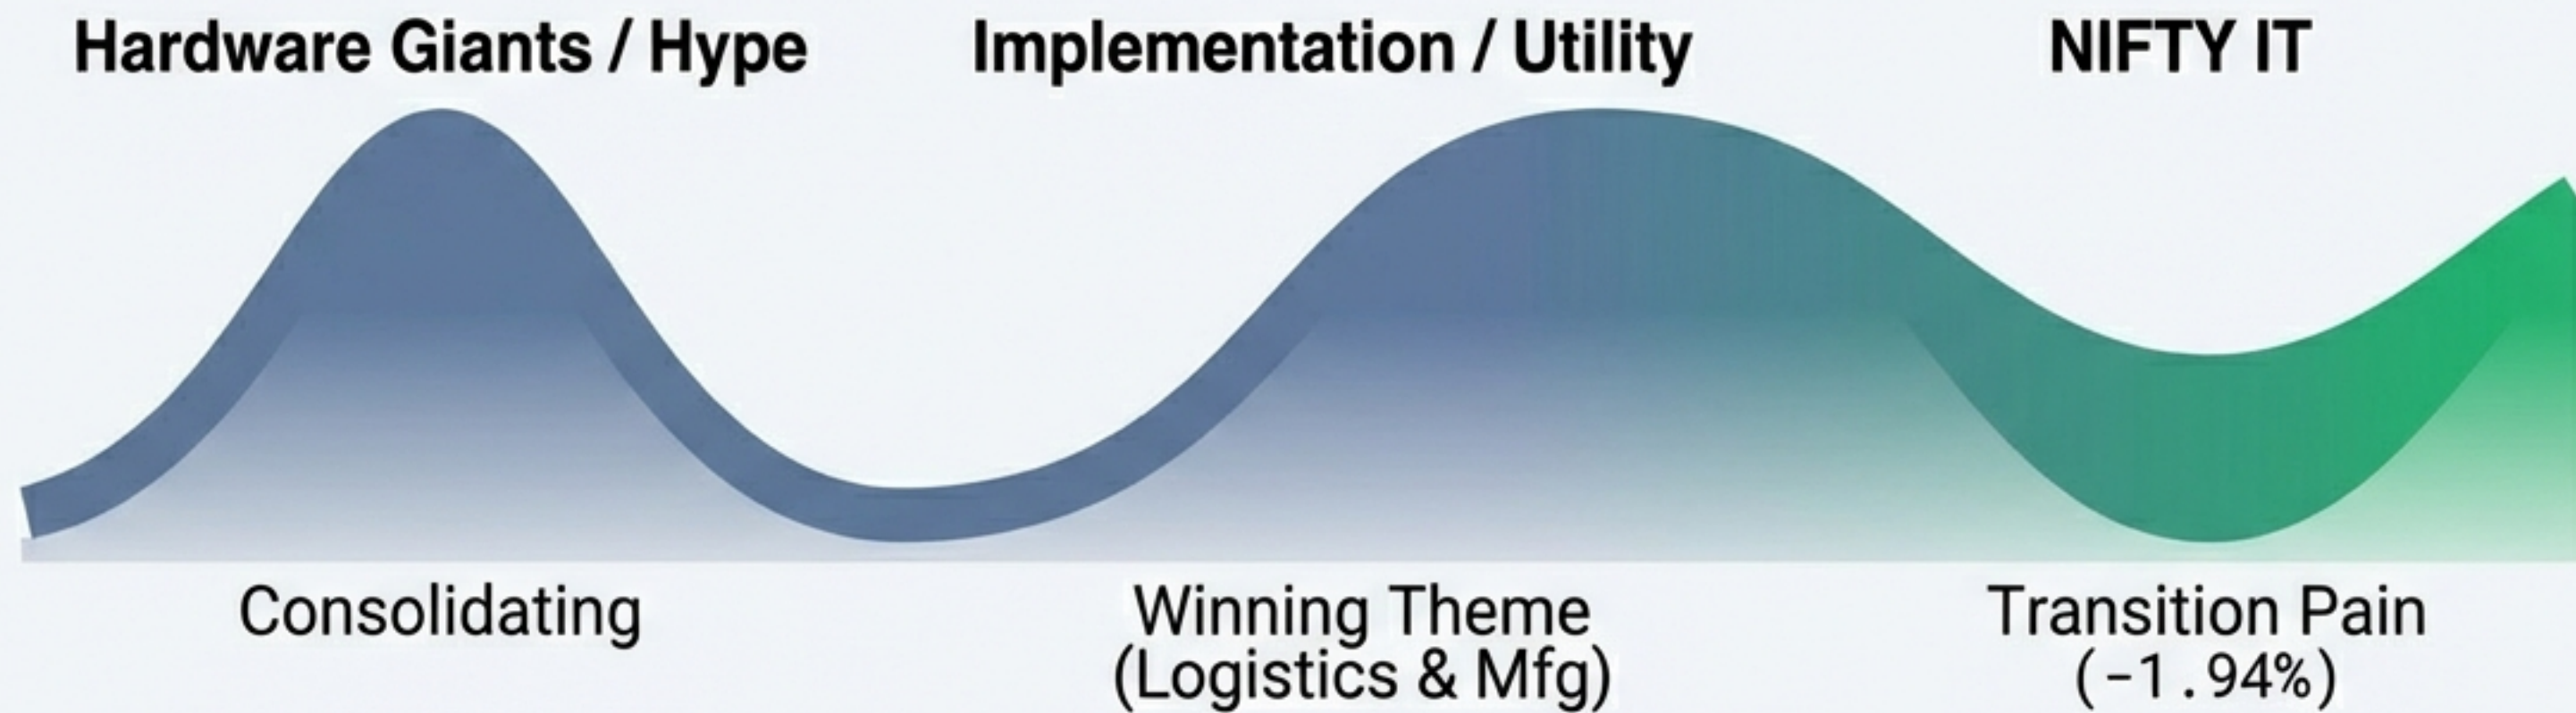 Hardware Giants / Hype
Implementation / Utility
NIFTY IT
Consolidating
Winning Theme
(Logistics & Mfg)
Transition Pain
(-1.94%)